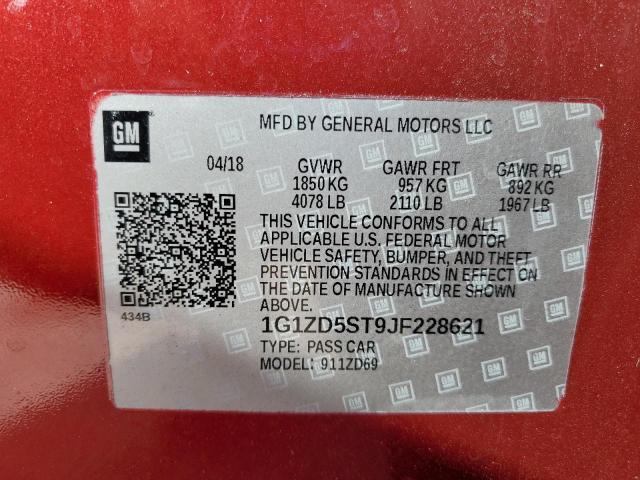 GM
MFD BY GENERAL MOTORS LLC
04/18 GVWR GAWR FRT GAWR RR
1850 KG 957 KG 892 KG
4078 LB 2110 LB 1967 LB
THIS VEHICLE CONFORMS TO ALL
APPLICABLE U.S. FEDERAL MOTOR
VEHICLE SAFETY, BUMPER, AND THEFT
PREVENTION STANDARDS IN EFFECT ON
THE DATE OF MANUFACTURE SHOWN
ABOVE.
434B
1G1ZD5ST9JF228621
TYPE: PASS CAR
MODEL: 911ZD69